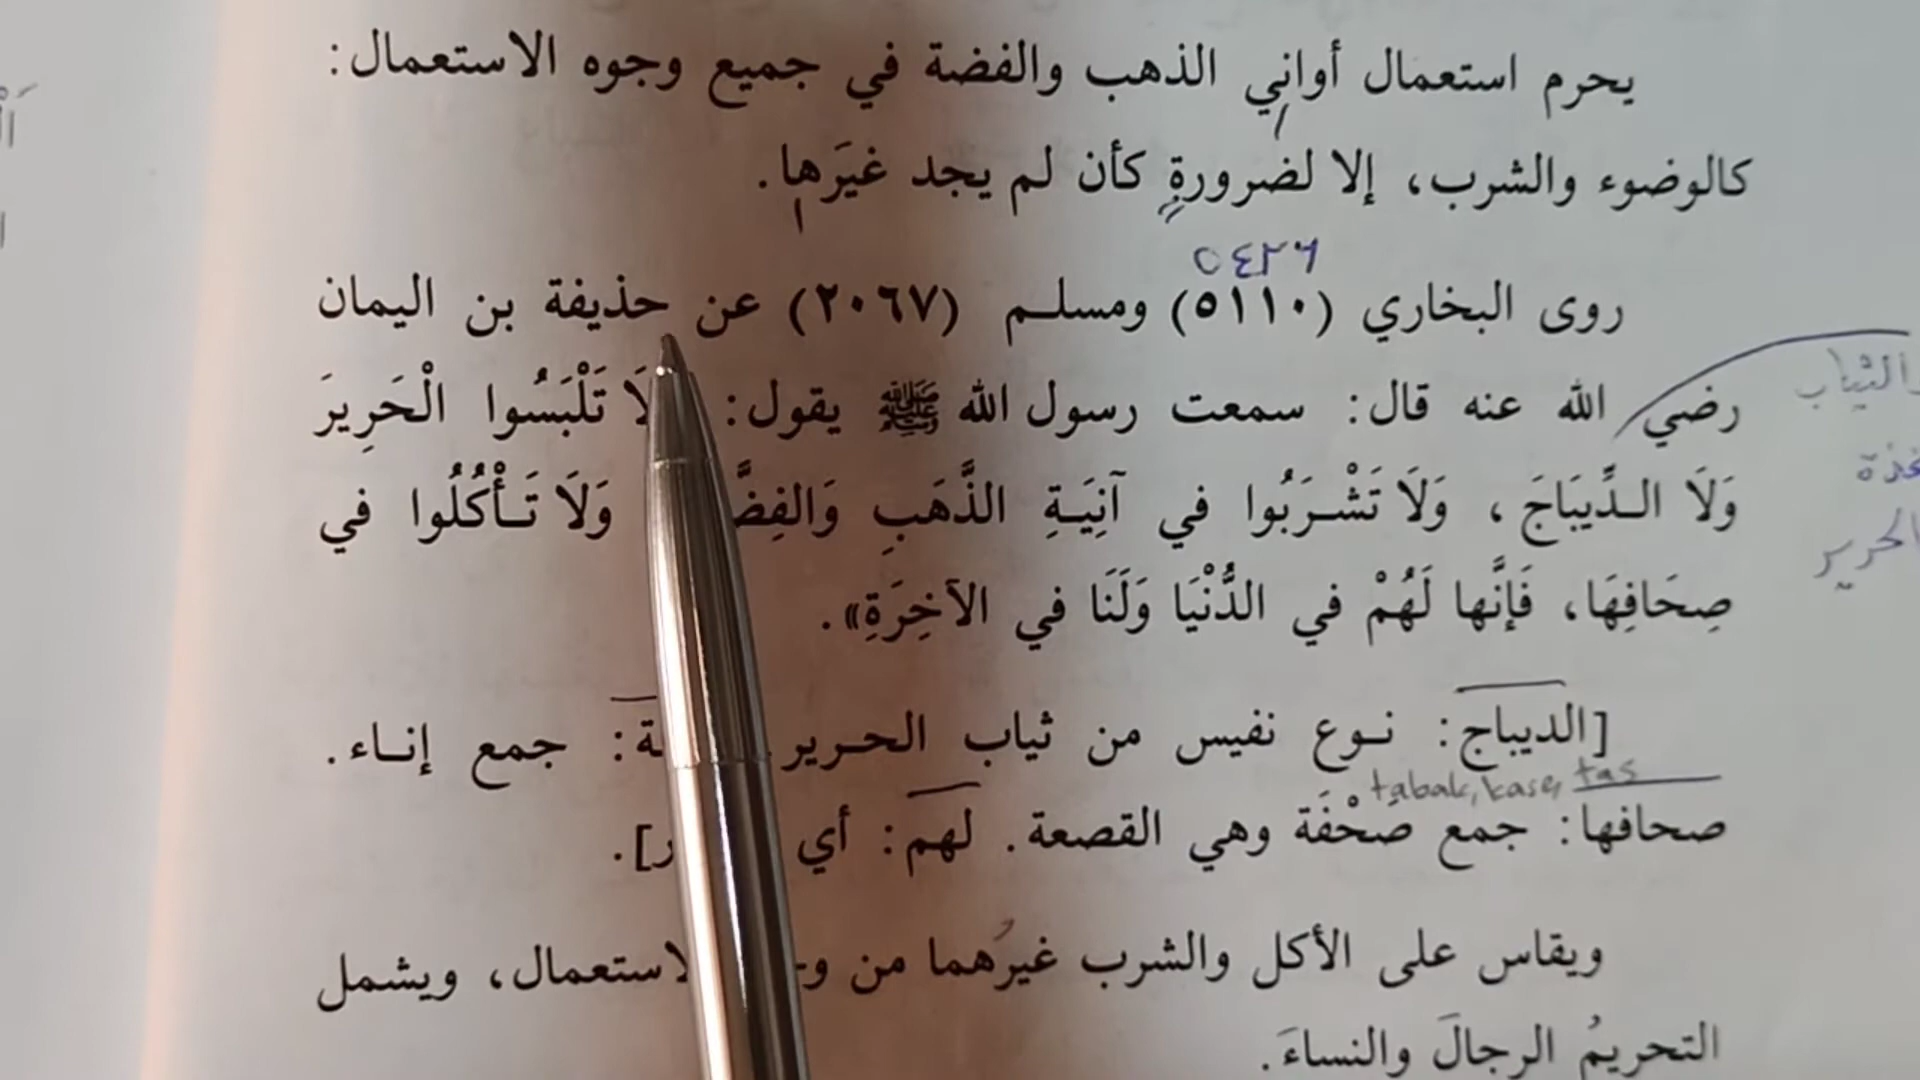 يحرم استعمال أواني الذهب والفضة في جميع وجوه الاستعمال:
كالوضوء والشرب، إلا لضرورةٍ كأن لم يجد غيرَها.
٥٤٢٦
روى البخاري (٥١١٠) ومسلم (٢٠٦٧) عن حذيفة بن اليمان
رضي الله عنه قال: سمعت رسول الله ﷺ يقول: لَا تَلْبَسُوا الْحَرِيرَ
وَلَا الدِّيبَاجَ، وَلَا تَشْرَبُوا في آنِيَةِ الذَّهَبِ وَلَا تَأْكُلُوا في
صِحَافِهَا، فَإِنَّها لَهُمْ في الدُّنْيَا وَلَنَا في الآخِرَةِ».
[الديباج: نوع نفيس من ثياب الحرير جمع إناء.
tabak, kase, tas
صحافها: جمع صَحْفَة وهي القصعة. لهم: أي
ويقاس على الأكل والشرب غيرُهما من ويشمل
التحريمُ الرجالَ والنساءَ.
الثياب
الحرير